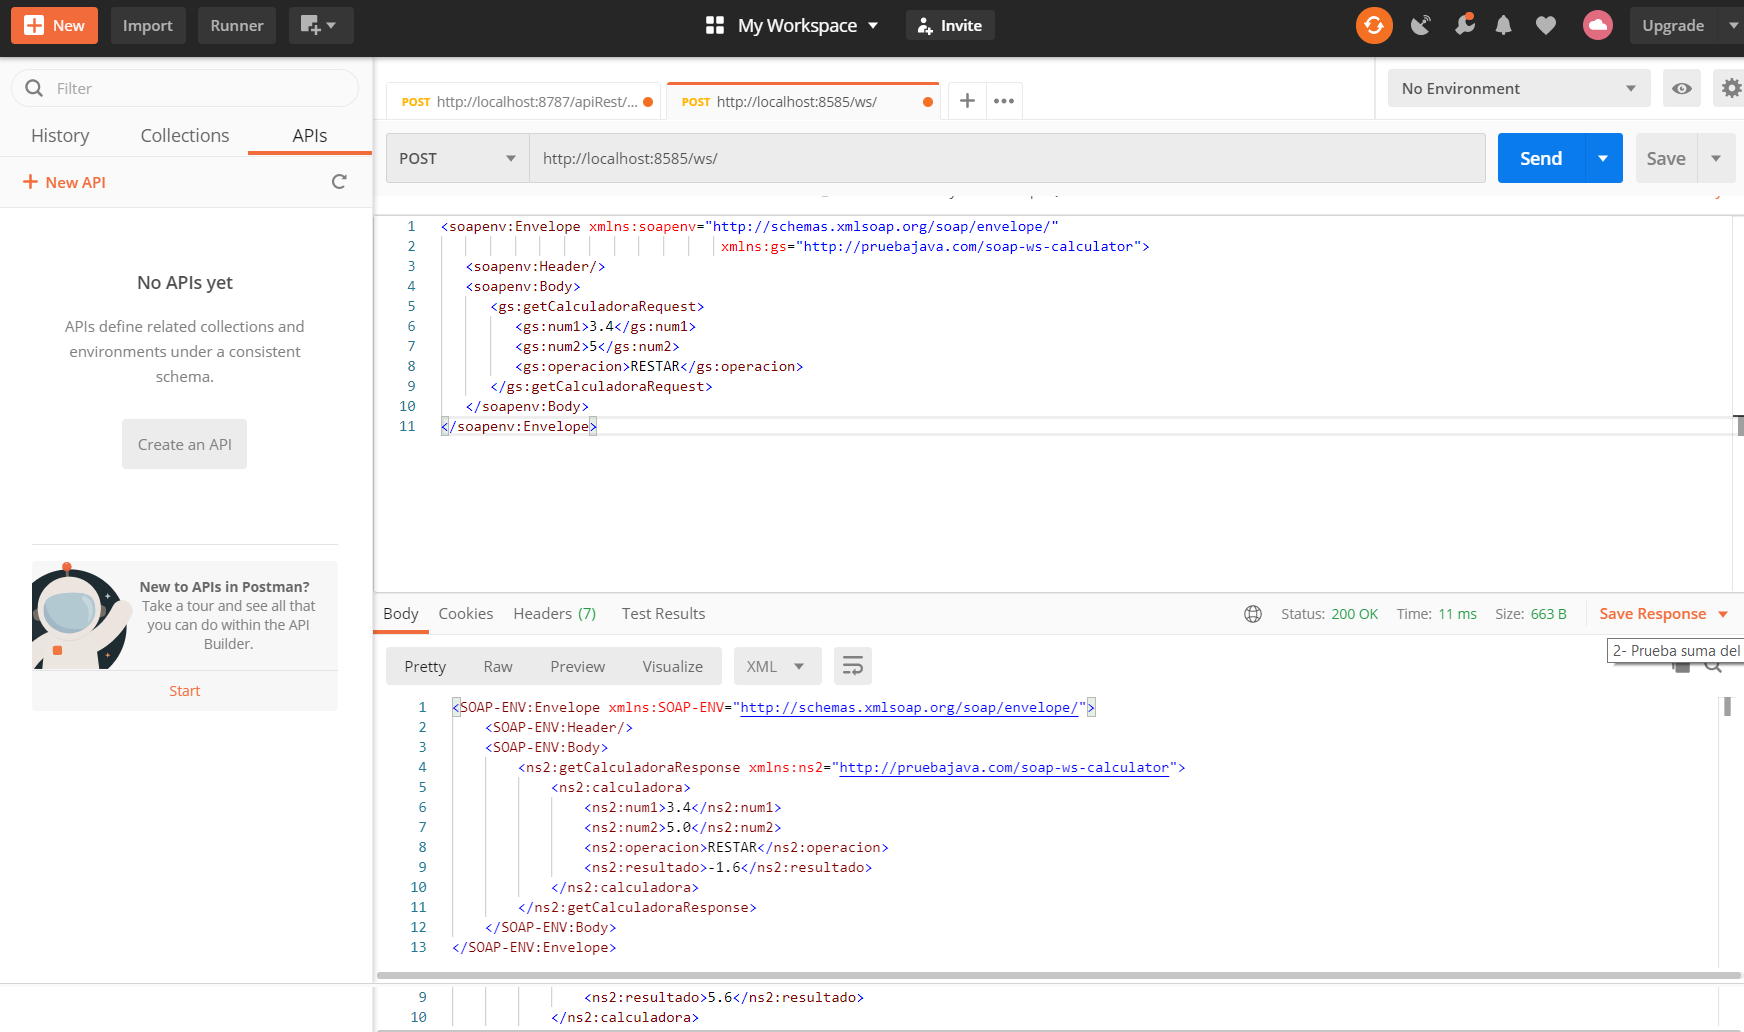 New Import Runner My Workspace Invite Upgrade
Filter
History Collections APIs
+ New API
No APIs yet
APIs define related collections and
environments under a consistent
schema.
Create an API
New to APIs in Postman?
Take a tour and see all that
you can do within the API
Builder.
Start
POST http://localhost:8787/apiRest/... POST http://localhost:8585/ws/ + •••
No Environment
POST http://localhost:8585/ws/ Send Save
1 <soapenv:Envelope xmlns:soapenv="http://schemas.xmlsoap.org/soap/envelope/"
2 xmlns:gs="http://pruebajava.com/soap-ws-calculator">
3 <soapenv:Header/>
4 <soapenv:Body>
5 <gs:getCalculadoraRequest>
6 <gs:num1>3.4</gs:num1>
7 <gs:num2>5</gs:num2>
8 <gs:operacion>RESTAR</gs:operacion>
9 </gs:getCalculadoraRequest>
10 </soapenv:Body>
11 </soapenv:Envelope>
Body Cookies Headers (7) Test Results Status: 200 OK Time: 11 ms Size: 663 B Save Response
2- Prueba suma del
Pretty Raw Preview Visualize XML
1 <SOAP-ENV:Envelope xmlns:SOAP-ENV="http://schemas.xmlsoap.org/soap/envelope/">
2 <SOAP-ENV:Header/>
3 <SOAP-ENV:Body>
4 <ns2:getCalculadoraResponse xmlns:ns2="http://pruebajava.com/soap-ws-calculator">
5 <ns2:calculadora>
6 <ns2:num1>3.4</ns2:num1>
7 <ns2:num2>5.0</ns2:num2>
8 <ns2:operacion>RESTAR</ns2:operacion>
9 <ns2:resultado>-1.6</ns2:resultado>
10 </ns2:calculadora>
11 </ns2:getCalculadoraResponse>
12 </SOAP-ENV:Body>
13 </SOAP-ENV:Envelope>
9 <ns2:resultado>5.6</ns2:resultado>
10 </ns2:calculadora>